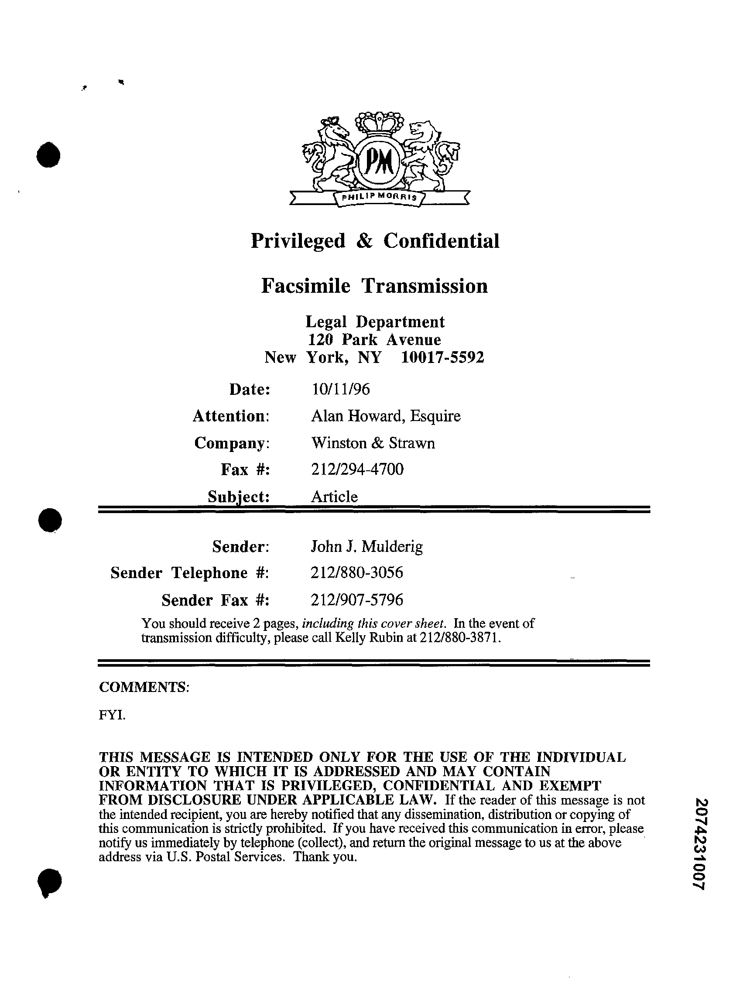 PM
PHILIP MORRIS
Privileged & Confidential
Facsimile Transmission
Legal Department
120 Park Avenue
New York, NY 10017-5592
Date: 10/11/96
Attention: Alan Howard, Esquire
Company: Winston & Strawn
Fax #: 212/294-4700
Subject: Article
Sender: John J. Mulderig
Sender Telephone #: 212/880-3056
Sender Fax #: 212/907-5796
You should receive 2 pages, including this cover sheet. In the event of
transmission difficulty, please call Kelly Rubin at 212/880-3871.
COMMENTS:
FYI.
THIS MESSAGE IS INTENDED ONLY FOR THE USE OF THE INDIVIDUAL
OR ENTITY TO WHICH IT IS ADDRESSED AND MAY CONTAIN
INFORMATION THAT IS PRIVILEGED, CONFIDENTIAL AND EXEMPT
FROM DISCLOSURE UNDER APPLICABLE LAW. If the reader of this message is not
the intended recipient, you are hereby notified that any dissemination, distribution or copying of
this communication is strictly prohibited. If you have received this communication in error, please
notify us immediately by telephone (collect), and return the original message to us at the above
address via U.S. Postal Services. Thank you.
2074231007